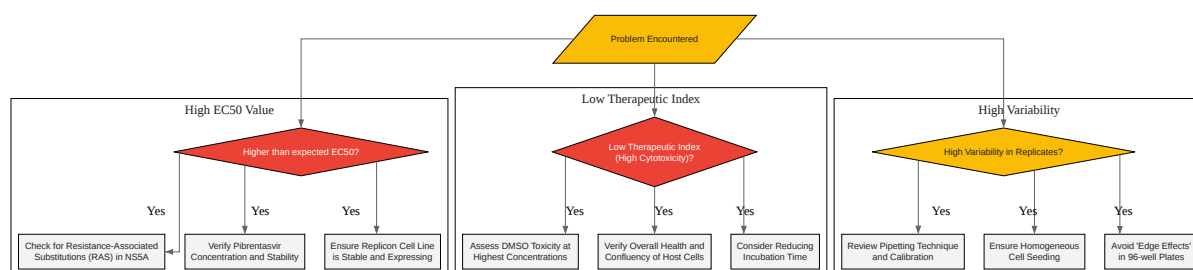 Problem Encountered
High EC50 Value
Low Therapeutic Index
High Variability
Higher than expected EC50?
Low Therapeutic Index
(High Cytotoxicity)?
High Variability in Replicates?
Yes
Yes
Yes
Yes
Yes
Yes
Yes
Yes
Yes
Check for Resistance-Associated
Substitutions (RAS) in NS5A
Verify Pibrentasvir
Concentration and Stability
Ensure Replicon Cell Line
is Stable and Expressing
Assess DMSO Toxicity at
Highest Concentrations
Verify Overall Health and
Confluency of Host Cells
Consider Reducing
Incubation Time
Review Pipetting Technique
and Calibration
Ensure Homogeneous
Cell Seeding
Avoid 'Edge Effects'
in 96-well Plates